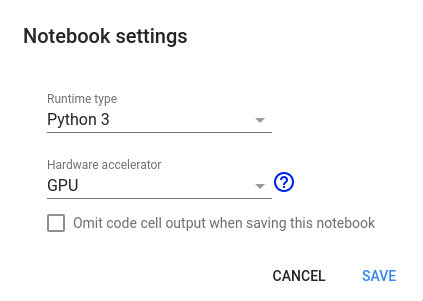 Notebook settings
Runtime type
Python 3
Hardware accelerator
GPU
?
Omit code cell output when saving this notebook
CANCEL SAVE